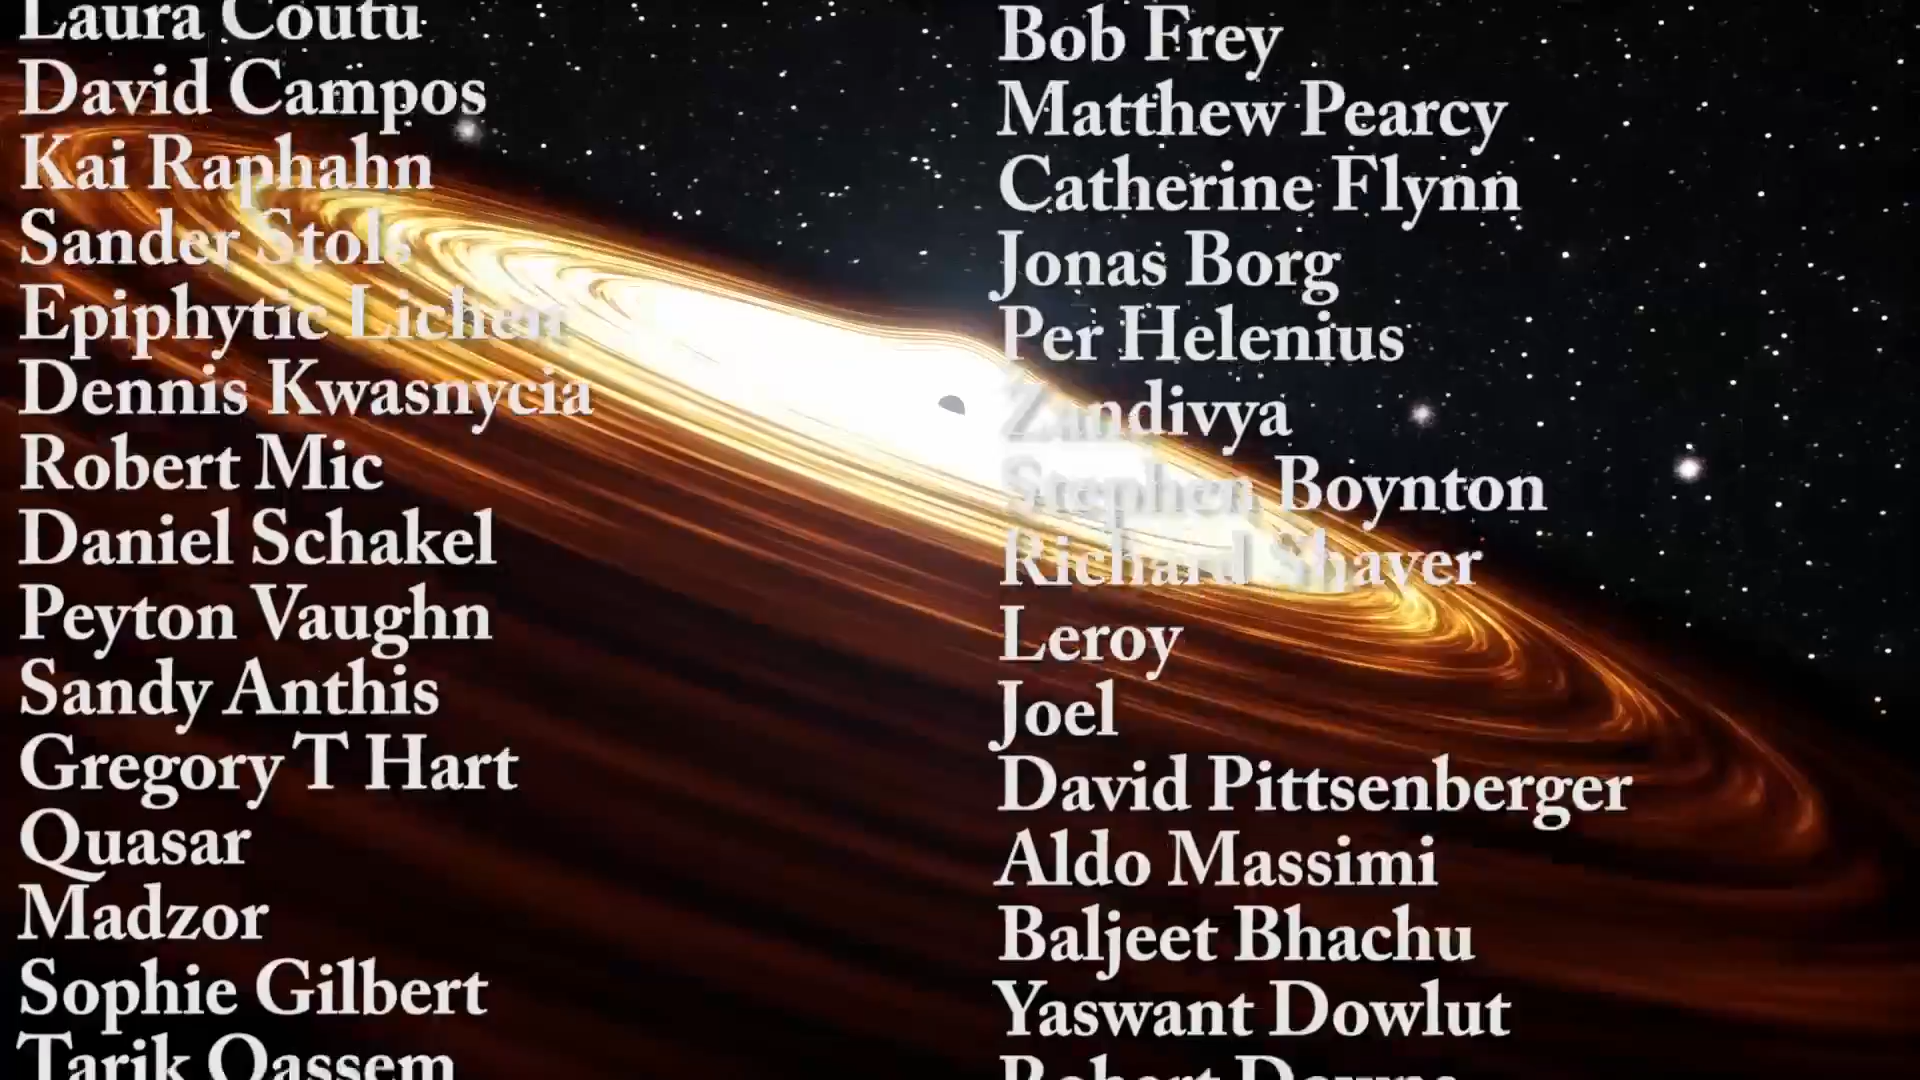 Laura Coutu
David Campos
Kai Raphahn
Sander Stols
Epiphytic Lichen
Dennis Kwasnycia
Robert Mic
Daniel Schakel
Peyton Vaughn
Sandy Anthis
Gregory T Hart
Quasar
Madzor
Sophie Gilbert
Tarik Qassem
Bob Frey
Matthew Pearcy
Catherine Flynn
Jonas Borg
Per Helenius
Zandivya
Stephen Boynton
Richard Shaver
Leroy
Joel
David Pittsenberger
Aldo Massimi
Baljeet Bhachu
Yaswant Dowlut
Robert